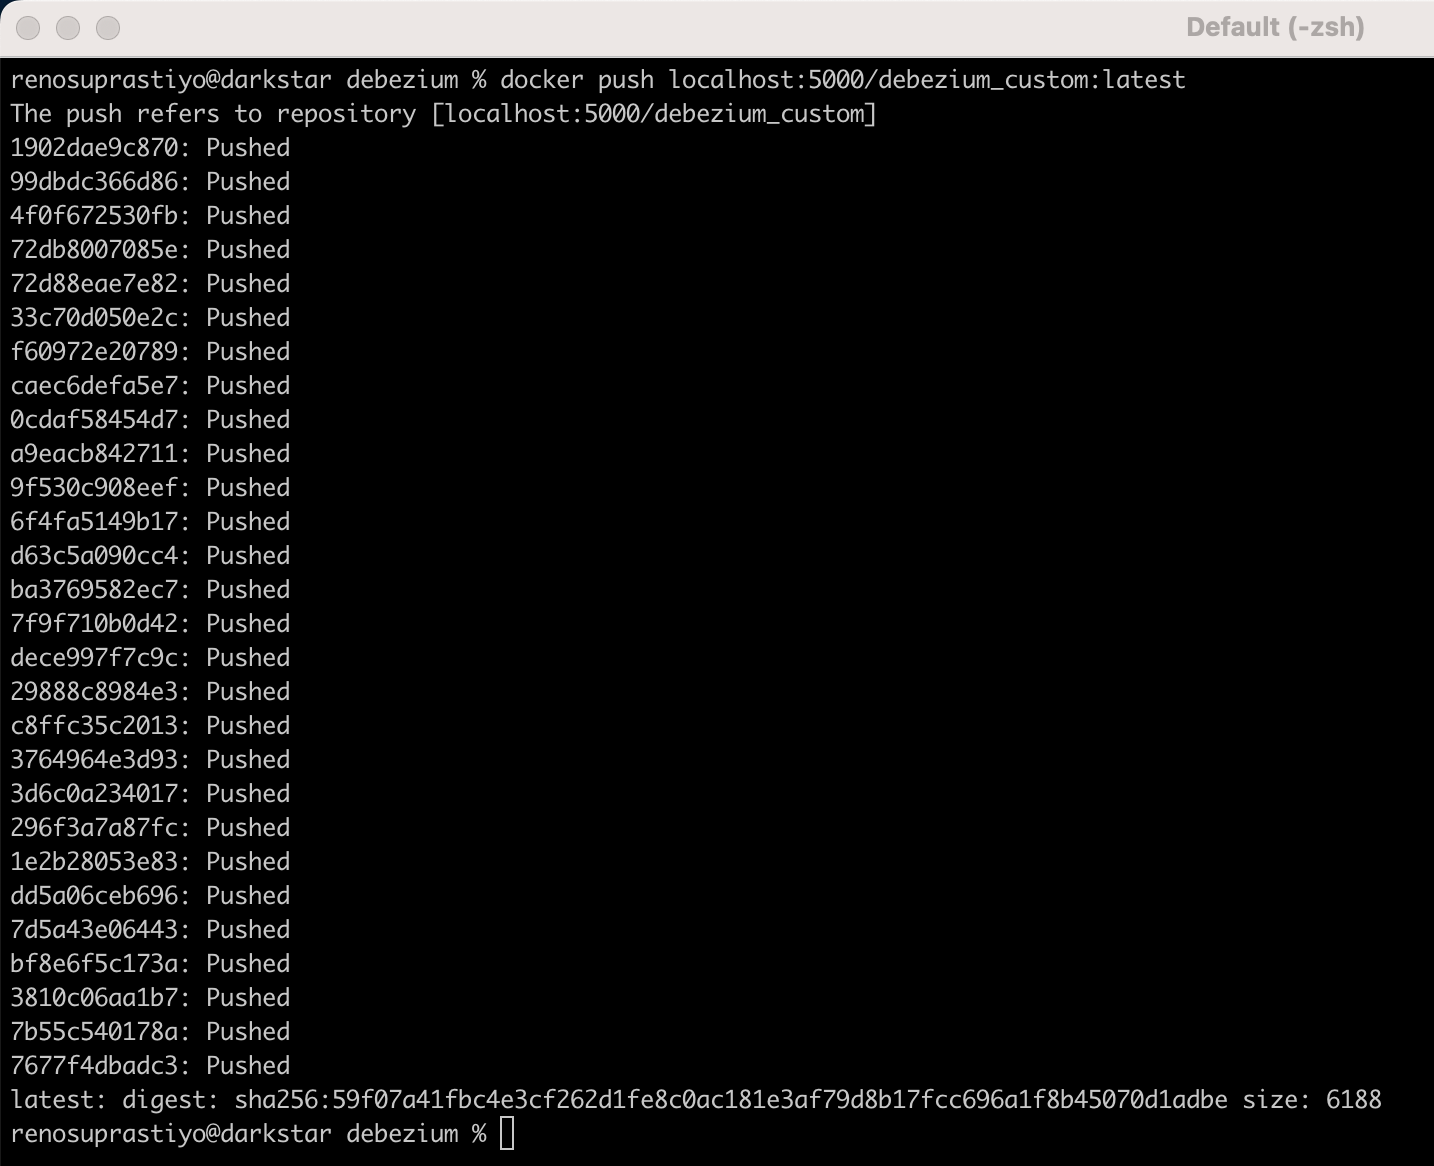 Default (-zsh)
renosuprastiyo@darkstar debezium % docker push localhost:5000/debezium_custom:latest
The push refers to repository [localhost:5000/debezium_custom]
1902dae9c870: Pushed
99dbdc366d86: Pushed
4f0f672530fb: Pushed
72db8007085e: Pushed
72d88eae7e82: Pushed
33c70d050e2c: Pushed
f60972e20789: Pushed
caec6defa5e7: Pushed
0cdaf58454d7: Pushed
a9eacb842711: Pushed
9f530c908eef: Pushed
6f4fa5149b17: Pushed
d63c5a090cc4: Pushed
ba3769582ec7: Pushed
7f9f710b0d42: Pushed
dece997f7c9c: Pushed
29888c8984e3: Pushed
c8ffc35c2013: Pushed
3764964e3d93: Pushed
3d6c0a234017: Pushed
296f3a7a87fc: Pushed
1e2b28053e83: Pushed
dd5a06ceb696: Pushed
7d5a43e06443: Pushed
bf8e6f5c173a: Pushed
3810c06aa1b7: Pushed
7b55c540178a: Pushed
7677f4dbadc3: Pushed
latest: digest: sha256:59f07a41fbc4e3cf262d1fe8c0ac181e3af79d8b17fcc696a1f8b45070d1adbe size: 6188
renosuprastiyo@darkstar debezium %